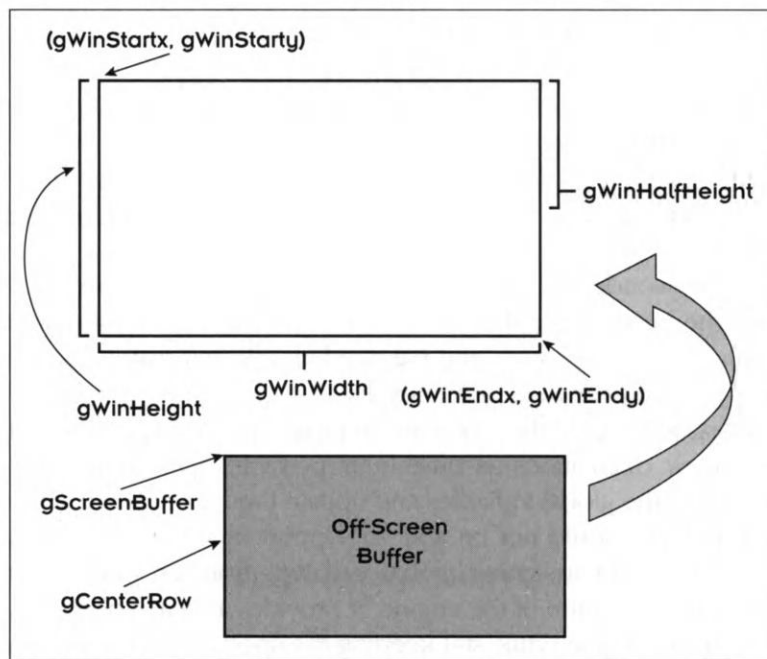 (gWinStartx, gWinStarty)
gWinHalfHeight
gWinWidth
(gWinEndx, gWinEndy)
gWinHeight
gScreenBuffer
Off-Screen
Buffer
gCenterRow